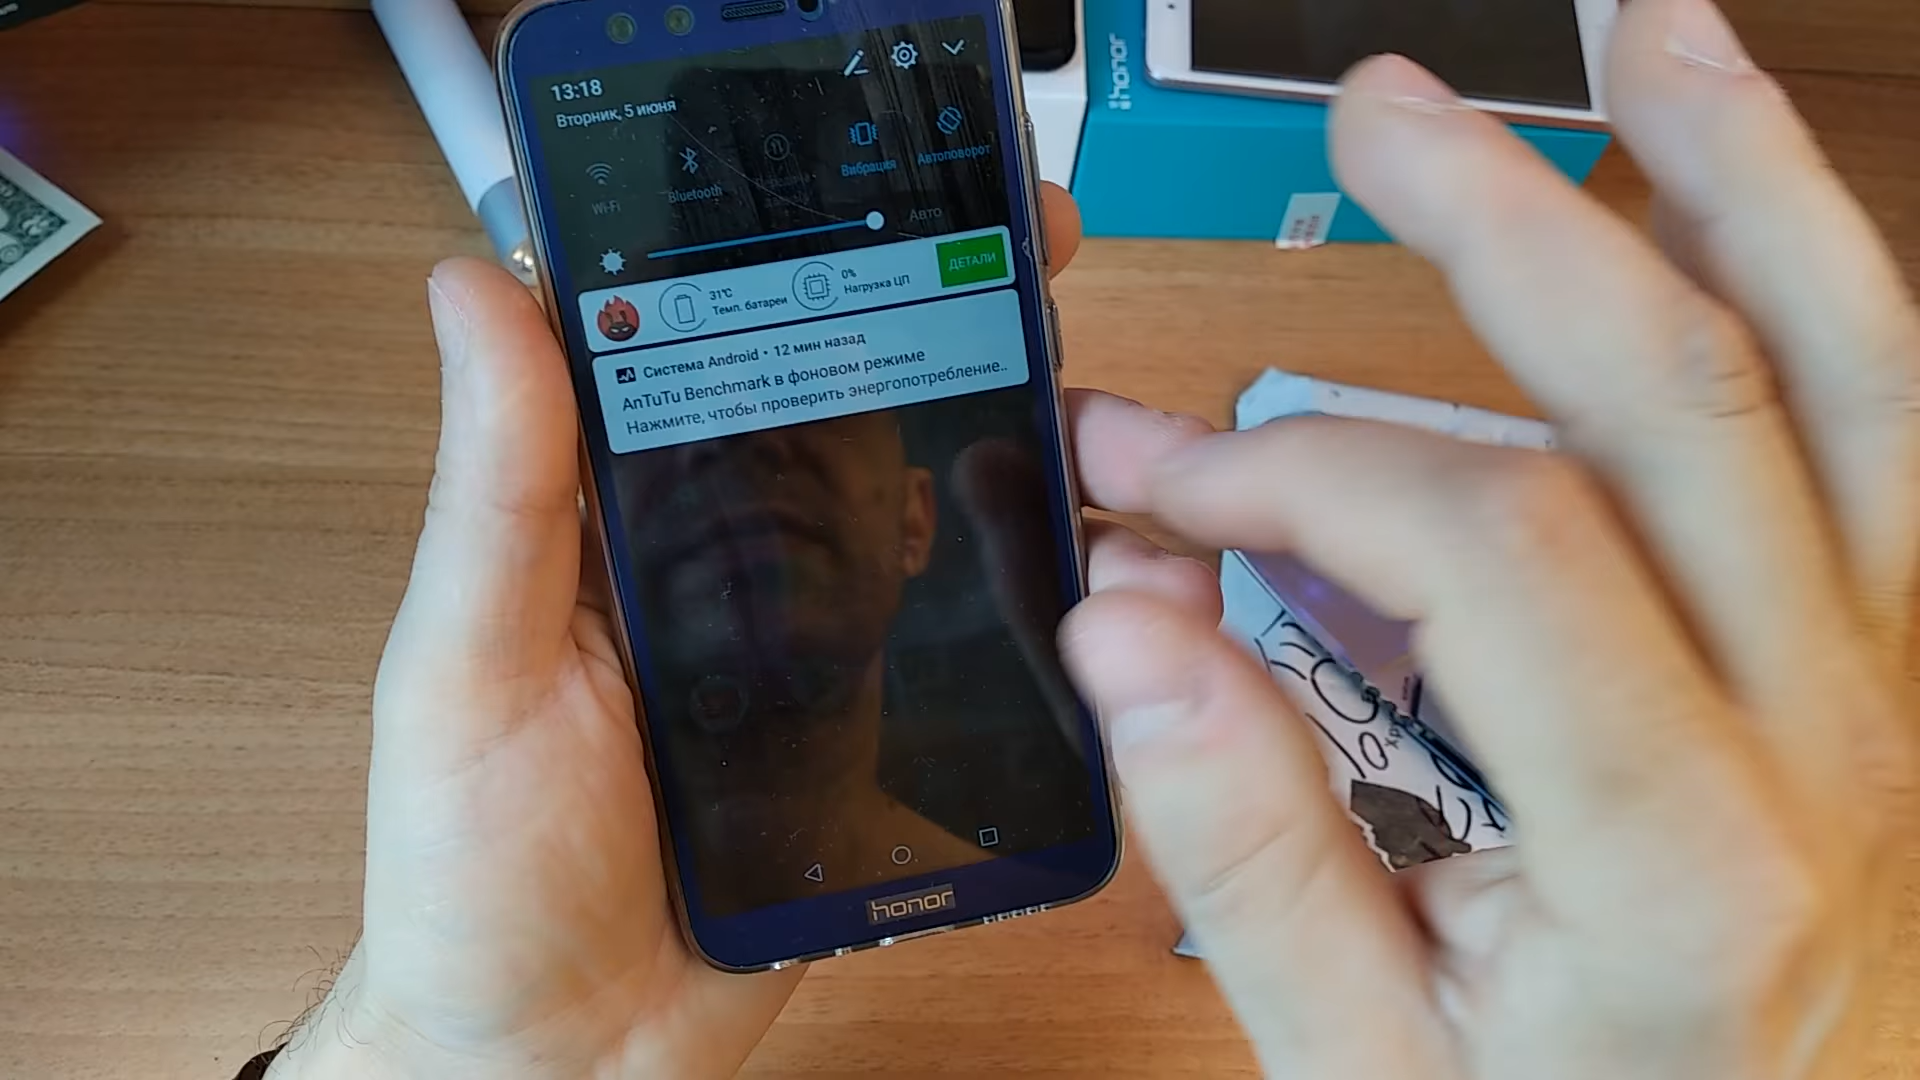 honor
13:18
Вторник, 5 июня
Wi-Fi
Bluetooth
Вибрация
Автоповорот
Авто
31°C
Темп. батареи
0%
Нагрузка ЦП
ДЕТАЛИ
Система Android • 12 мин назад
AnTuTu Benchmark в фоновом режиме
Нажмите, чтобы проверить энергопотребление..
honor